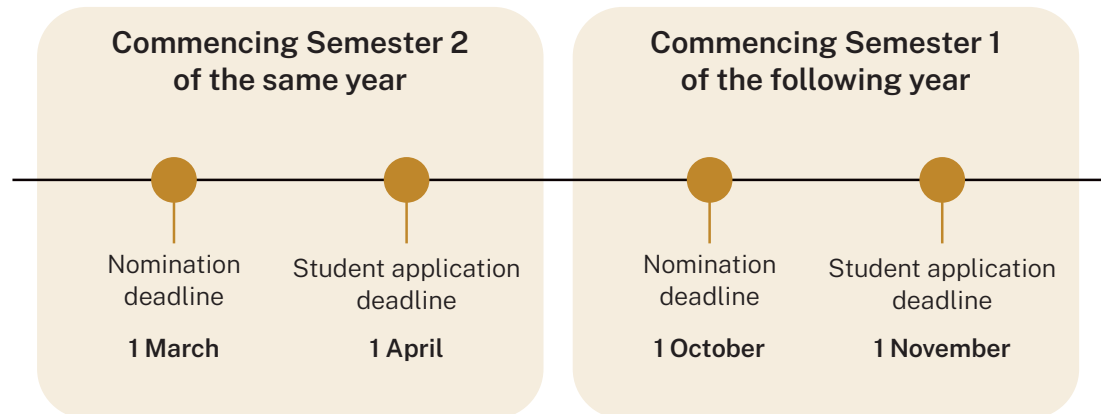 Commencing Semester 2
of the same year
Nomination
deadline
1 March
Student application
deadline
1 April
Commencing Semester 1
of the following year
Nomination
deadline
1 October
Student application
deadline
1 November